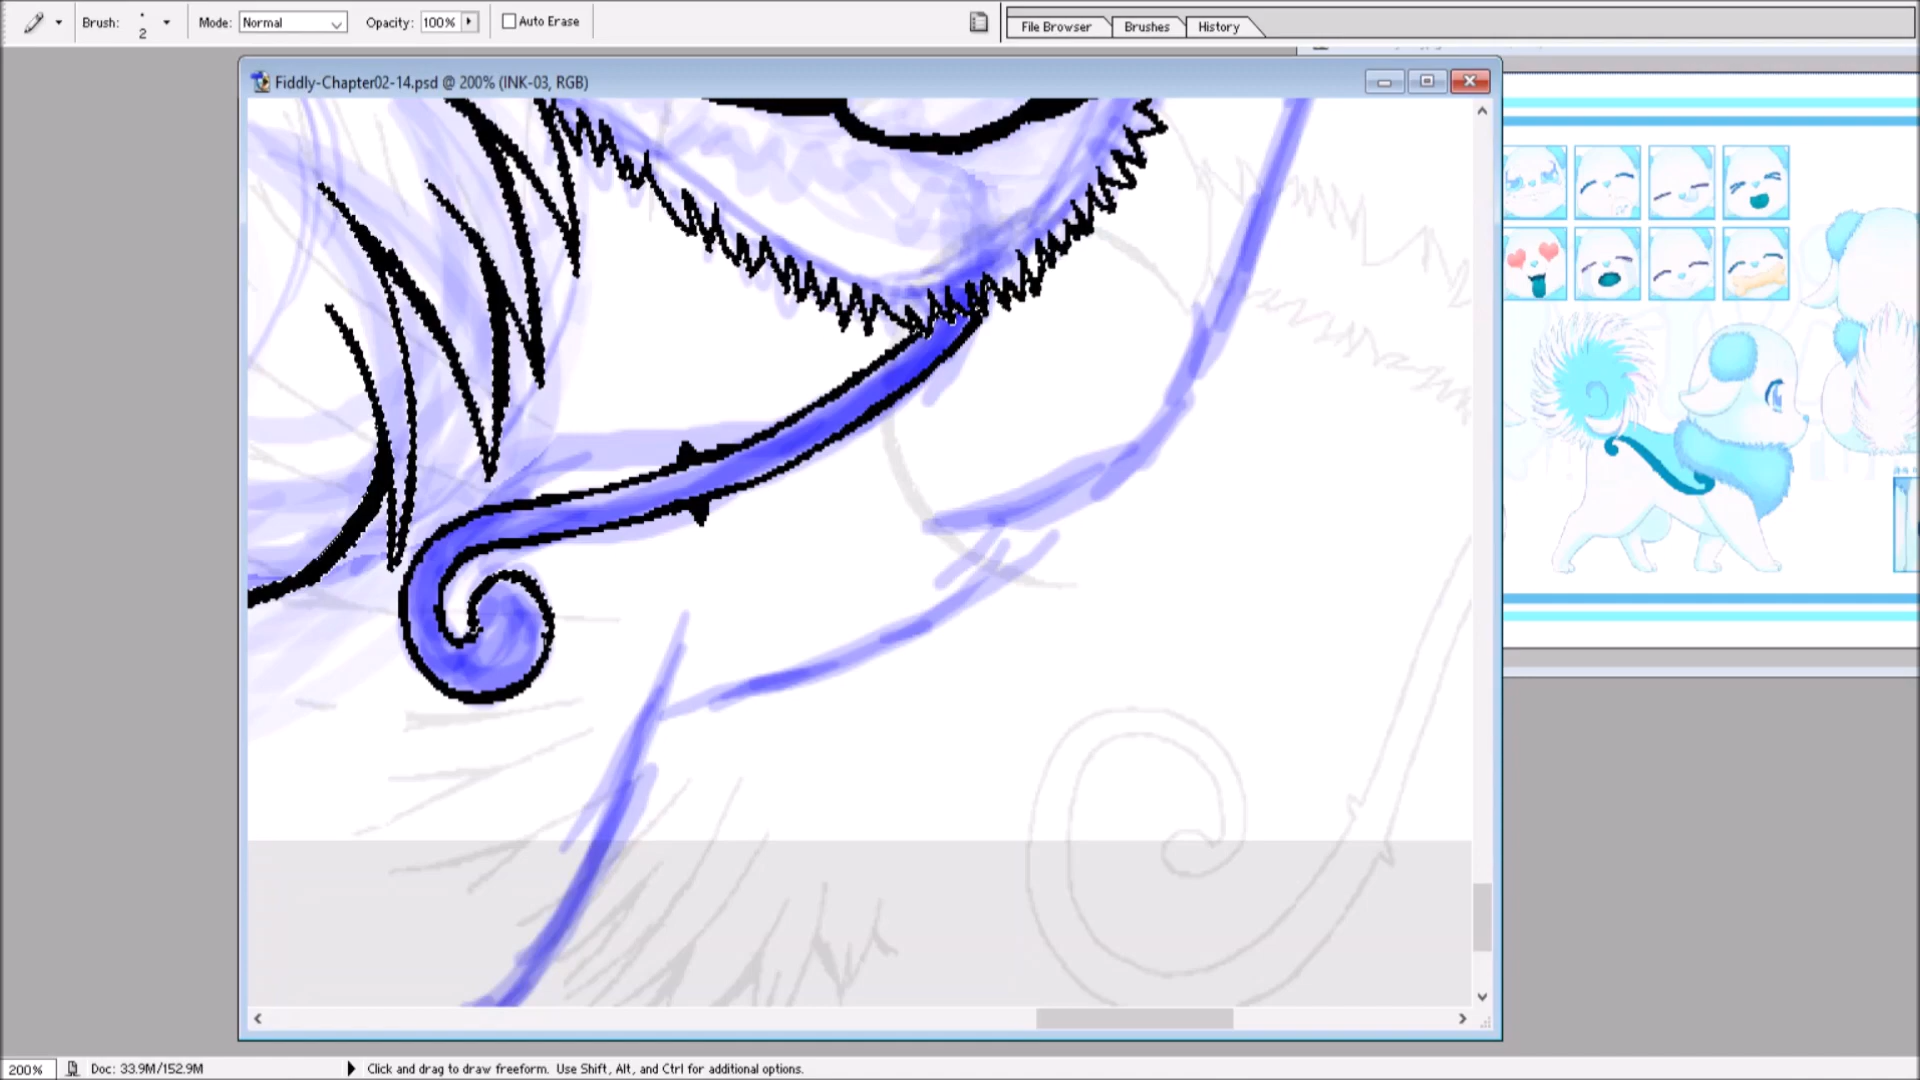 Brush: 2 Mode: Normal Opacity: 100% Auto Erase
File Browser Brushes History
Fiddly-Chapter02-14.psd @ 200% (INK-03, RGB)
200% Doc: 33.9M/152.9M Click and drag to draw freeform. Use Shift, Alt, and Ctrl for additional options.